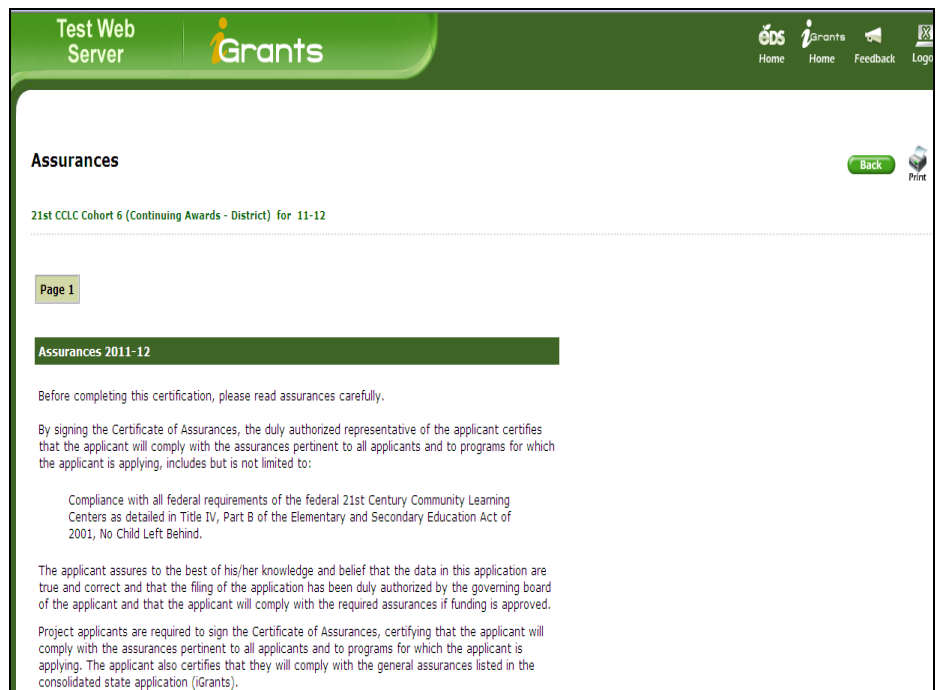 Test Web
Server
iGrants
eDS
Home
iGrants
Home
Feedback
Logo
Assurances
Back
Print
21st CCLC Cohort 6 (Continuing Awards - District) for 11-12
Page 1
Assurances 2011-12
Before completing this certification, please read assurances carefully.
By signing the Certificate of Assurances, the duly authorized representative of the applicant certifies
that the applicant will comply with the assurances pertinent to all applicants and to programs for which
the applicant is applying, includes but is not limited to:
Compliance with all federal requirements of the federal 21st Century Community Learning
Centers as detailed in Title IV, Part B of the Elementary and Secondary Education Act of
2001, No Child Left Behind.
The applicant assures to the best of his/her knowledge and belief that the data in this application are
true and correct and that the filing of the application has been duly authorized by the governing board
of the applicant and that the applicant will comply with the required assurances if funding is approved.
Project applicants are required to sign the Certificate of Assurances, certifying that the applicant will
comply with the assurances pertinent to all applicants and to programs for which the applicant is
applying. The applicant also certifies that they will comply with the general assurances listed in the
consolidated state application (iGrants).